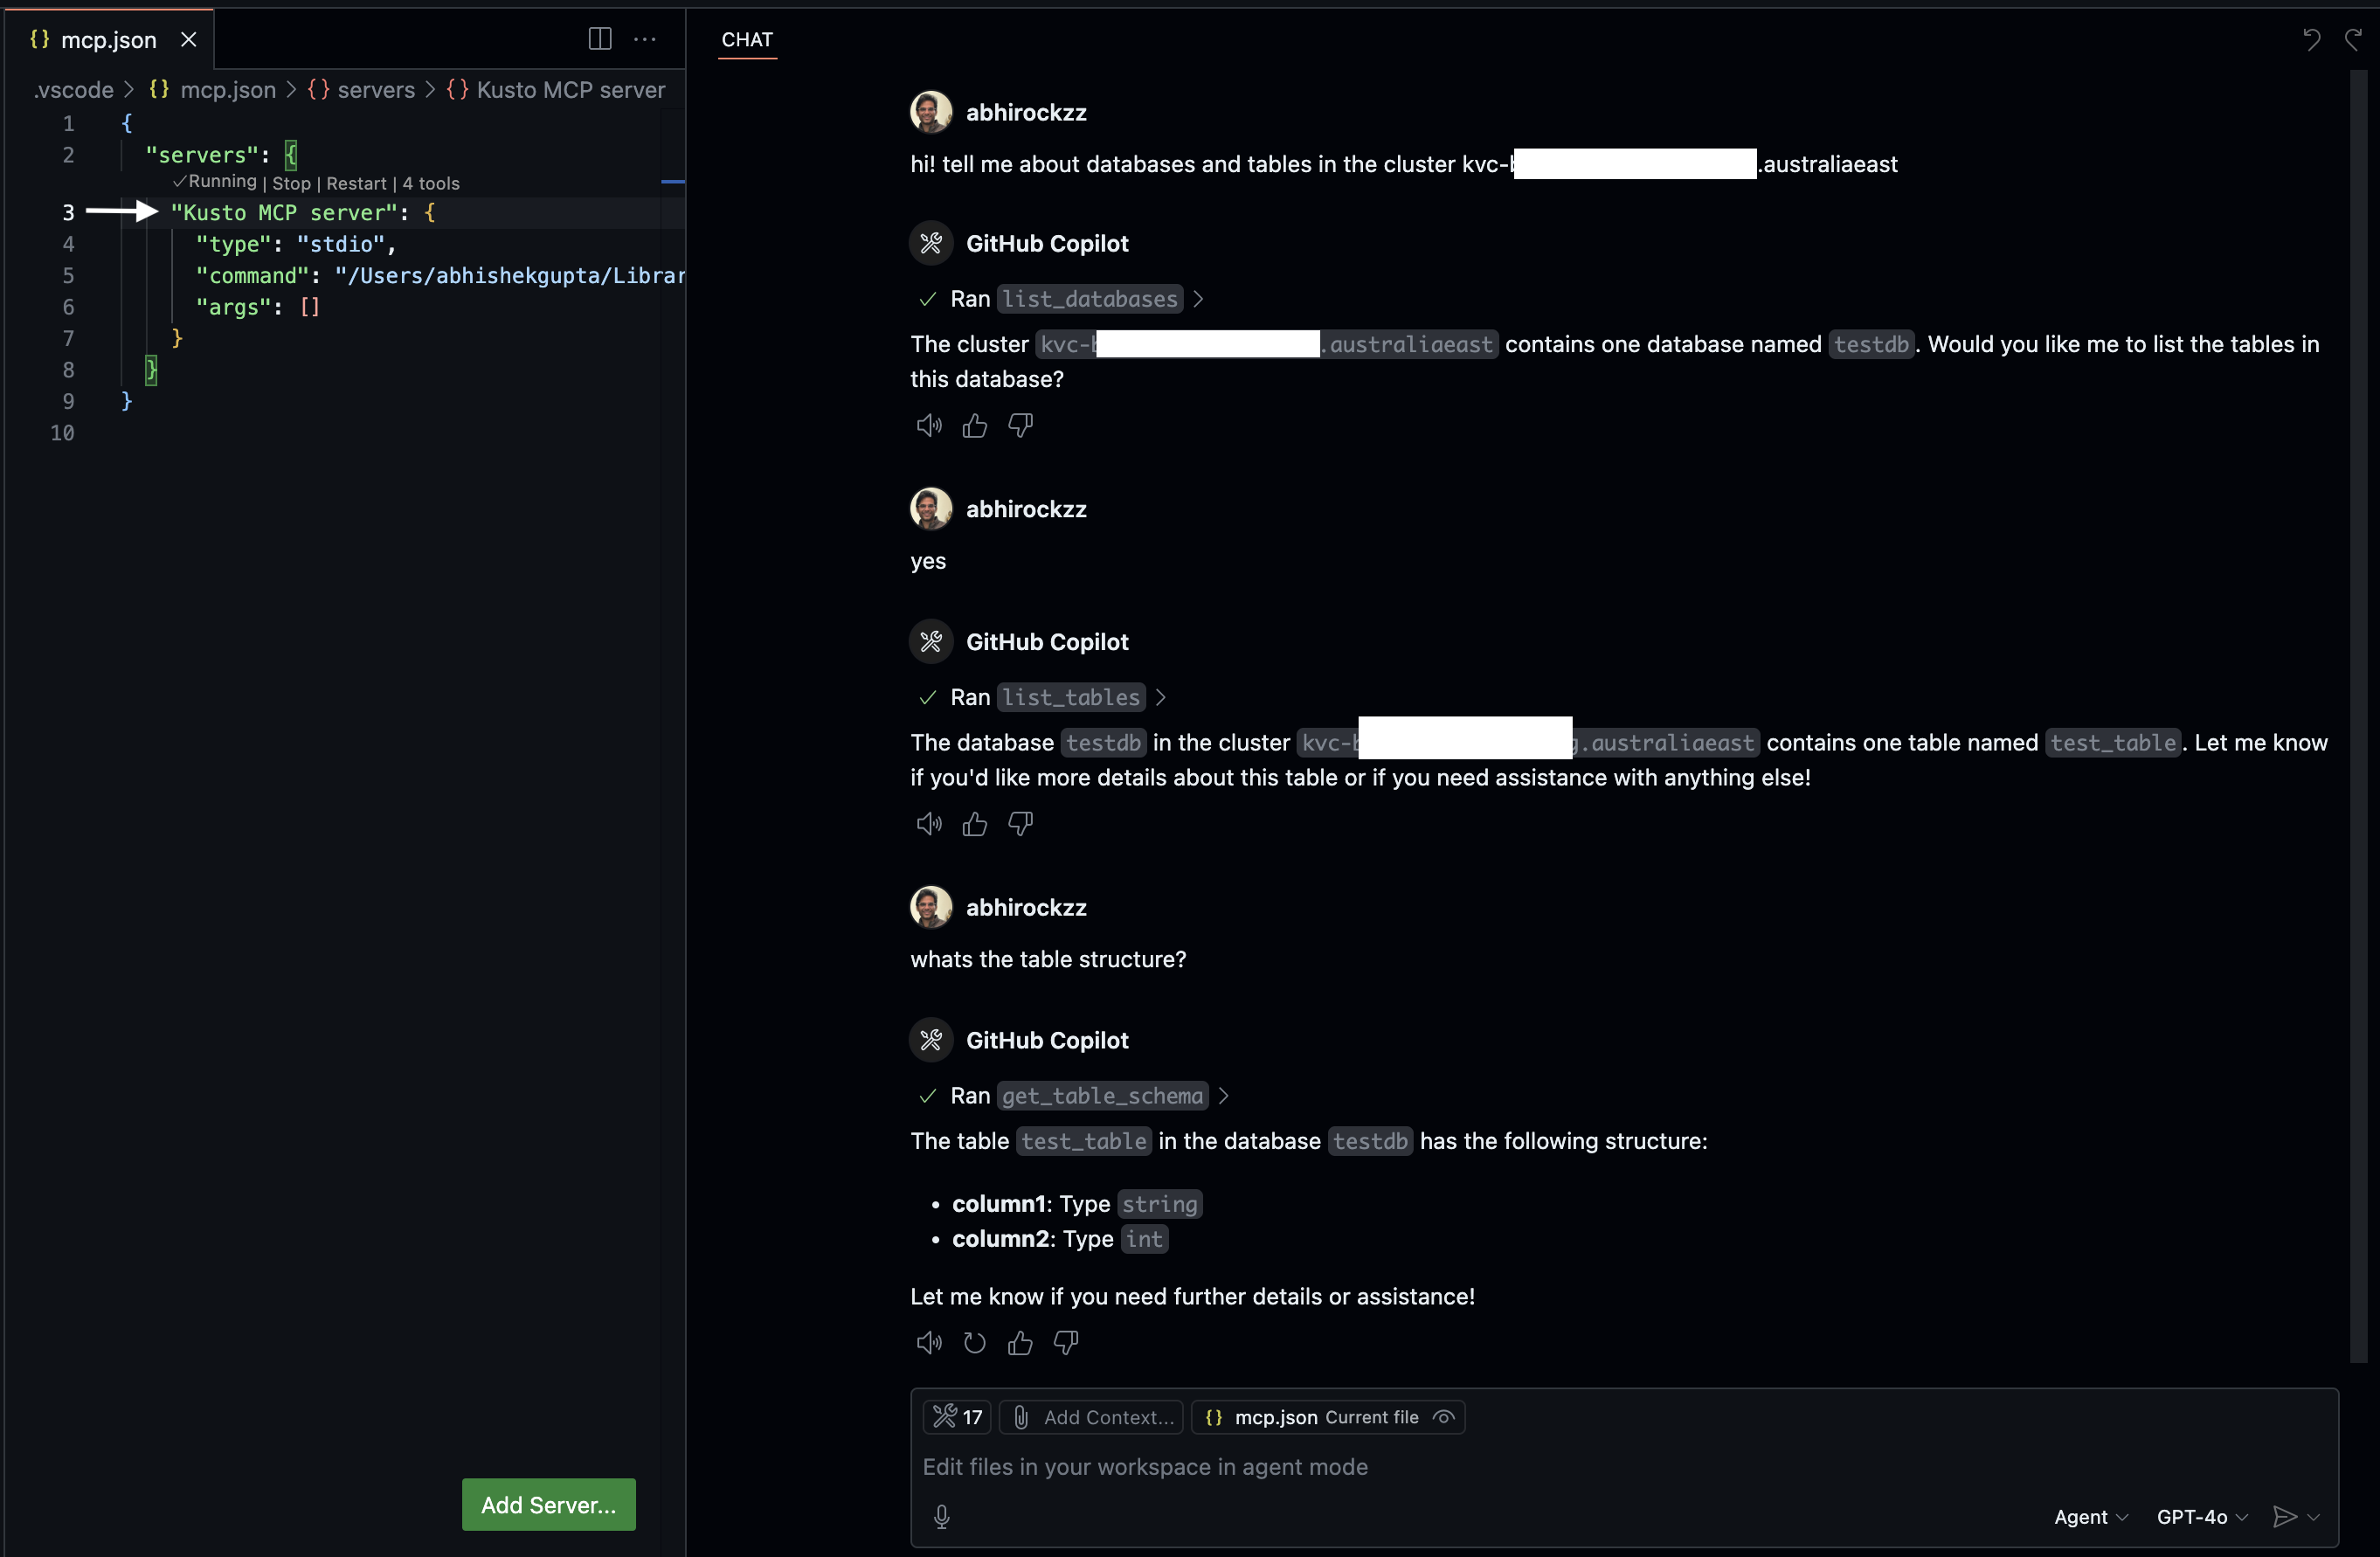 {} mcp.json
.vscode > {} mcp.json > {} servers > {} Kusto MCP server
1 {
2 "servers": {
✓Running | Stop | Restart | 4 tools
3 "Kusto MCP server": {
4 "type": "stdio",
5 "command": "/Users/abhishekgupta/Librar
6 "args": []
7 }
8 }
9 }
10
Add Server...
CHAT
abhirockzz
hi! tell me about databases and tables in the cluster kvc- .australiaeast
GitHub Copilot
Ran list_databases >
The cluster kvc- .australiaeast contains one database named testdb. Would you like me to list the tables in
this database?
abhirockzz
yes
GitHub Copilot
Ran list_tables >
The database testdb in the cluster kvc- .australiaeast contains one table named test_table. Let me know
if you'd like more details about this table or if you need assistance with anything else!
abhirockzz
whats the table structure?
GitHub Copilot
Ran get_table_schema >
The table test_table in the database testdb has the following structure:
• column1: Type string
• column2: Type int
Let me know if you need further details or assistance!
17 Add Context... {} mcp.json Current file
Edit files in your workspace in agent mode
Agent GPT-4o